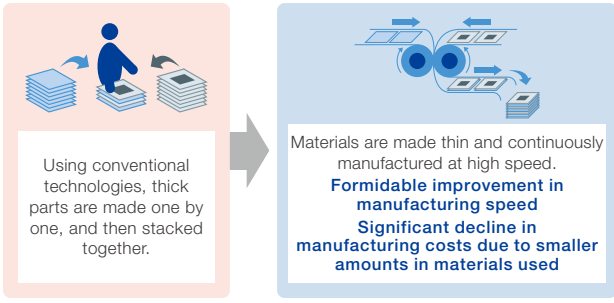 Using conventional
technologies, thick
parts are made one by
one, and then stacked
together.
Materials are made thin and continuously
manufactured at high speed.
Formidable improvement in
manufacturing speed
Significant decline in
manufacturing costs due to smaller
amounts in materials used